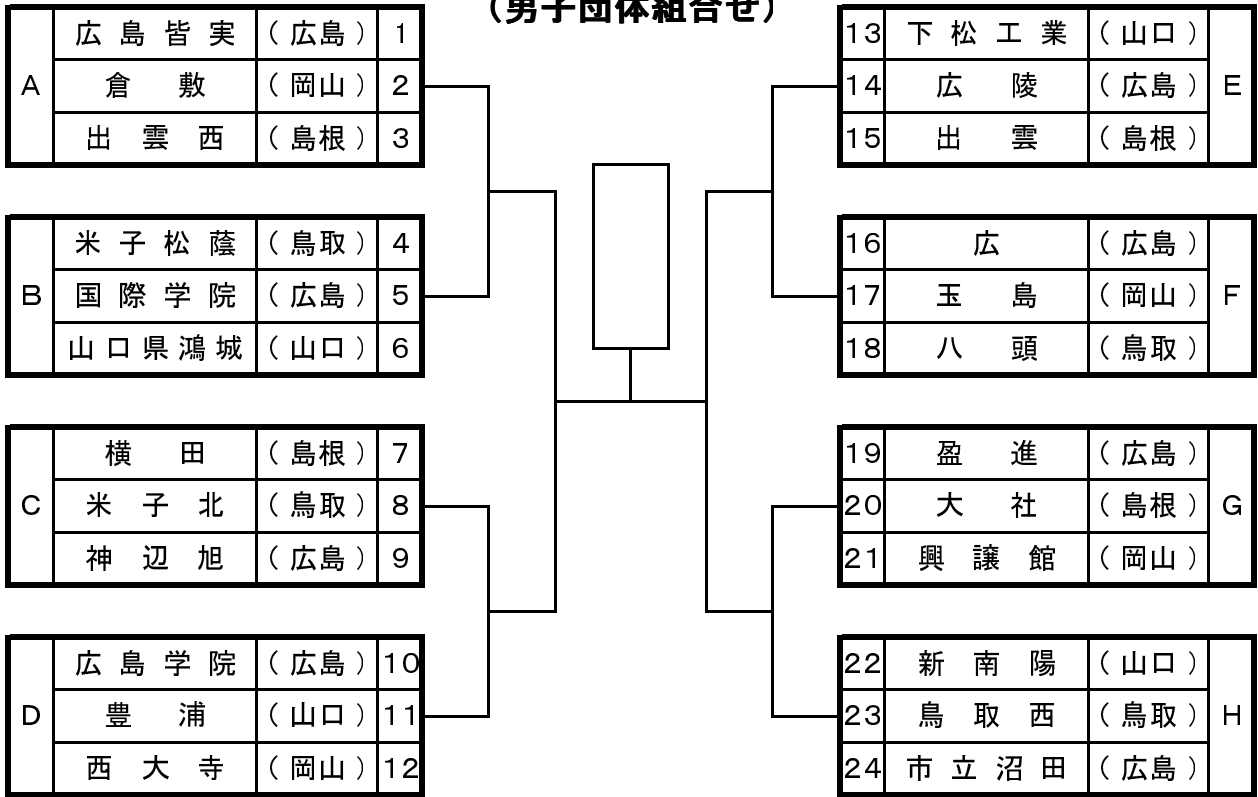 （男子団体組合せ）
A
広島皆実 （広島） 1
倉敷 （岡山） 2
出雲西 （島根） 3
B
米子松蔭 （鳥取） 4
国際学院 （広島） 5
山口県鴻城 （山口） 6
C
横田 （島根） 7
米子北 （鳥取） 8
神辺旭 （広島） 9
D
広島学院 （広島） 10
豊浦 （山口） 11
西大寺 （岡山） 12
13 下松工業 （山口）
14 広陵 （広島）
15 出雲 （島根）
E
16 広 （広島）
17 玉島 （岡山）
18 八頭 （鳥取）
F
19 盈進 （広島）
20 大社 （島根）
21 興譲館 （岡山）
G
22 新南陽 （山口）
23 鳥取西 （鳥取）
24 市立沼田 （広島）
H